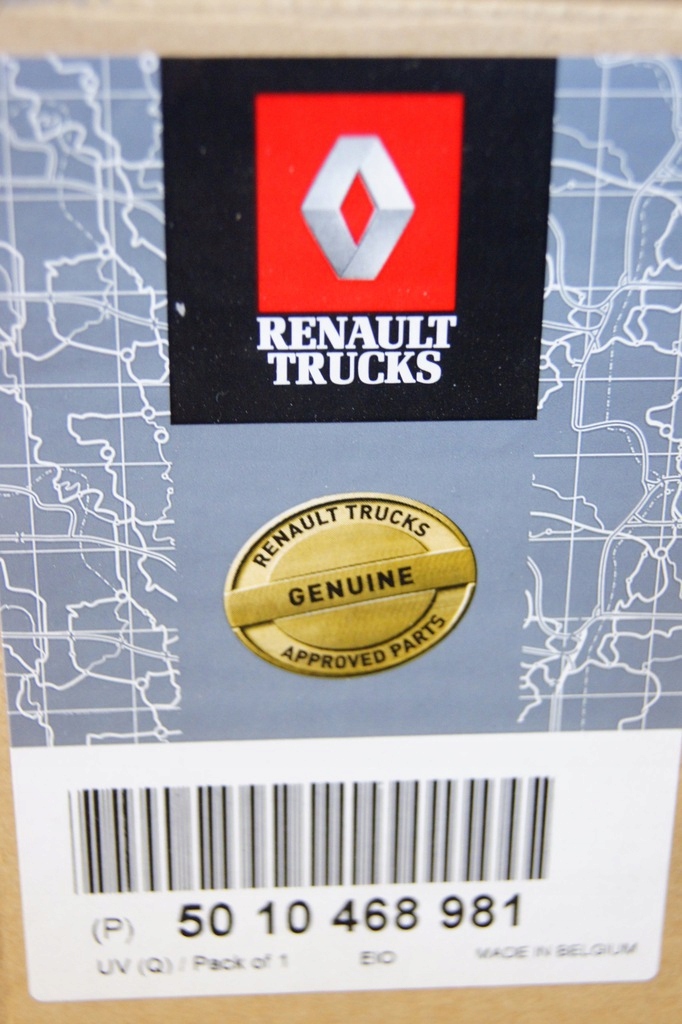 RENAULT
TRUCKS
RENAULT TRUCKS
GENUINE
APPROVED PARTS
(P) 50 10 468 981
UV (Q) / Pack of 1 EIO MADE IN BELGIUM